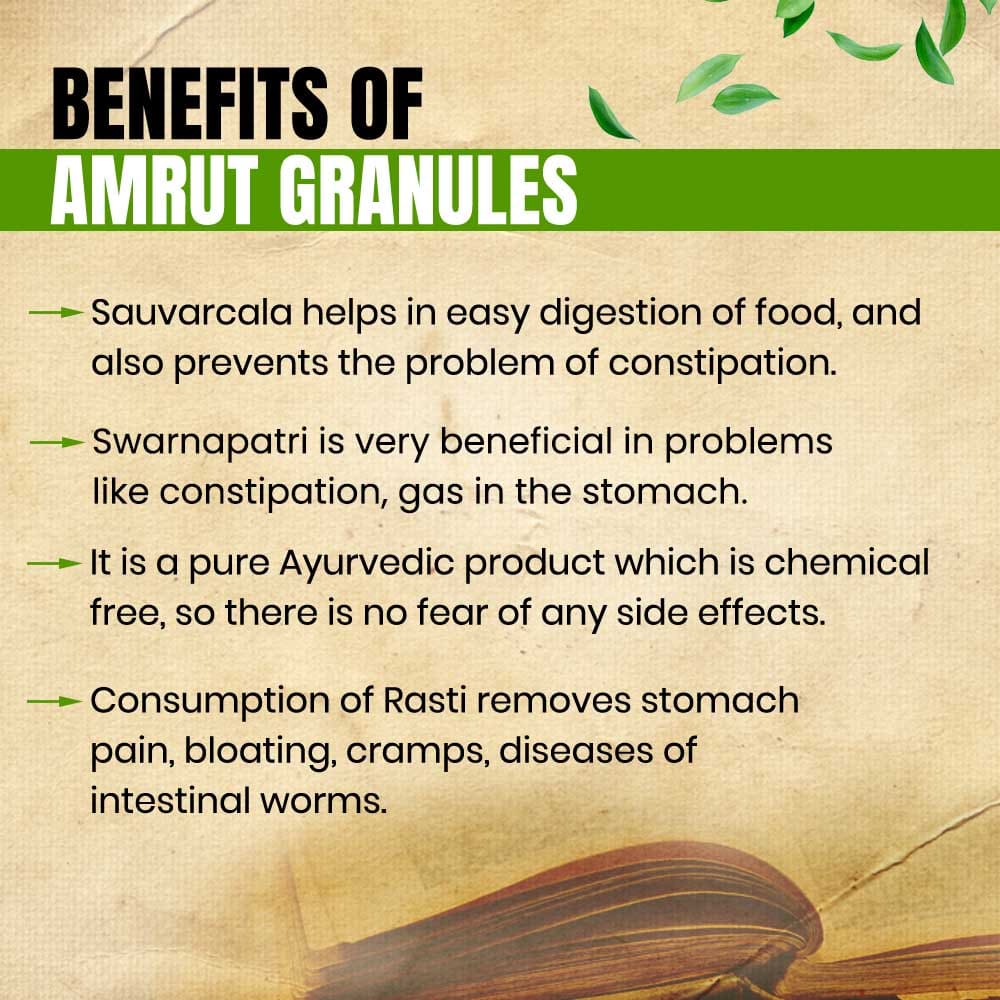 BENEFITS OF
AMRUT GRANULES
Sauvarcala helps in easy digestion of food, and
also prevents the problem of constipation.
Swarnapatri is very beneficial in problems
like constipation, gas in the stomach.
It is a pure Ayurvedic product which is chemical
free, so there is no fear of any side effects.
Consumption of Rasti removes stomach
pain, bloating, cramps, diseases of
intestinal worms.